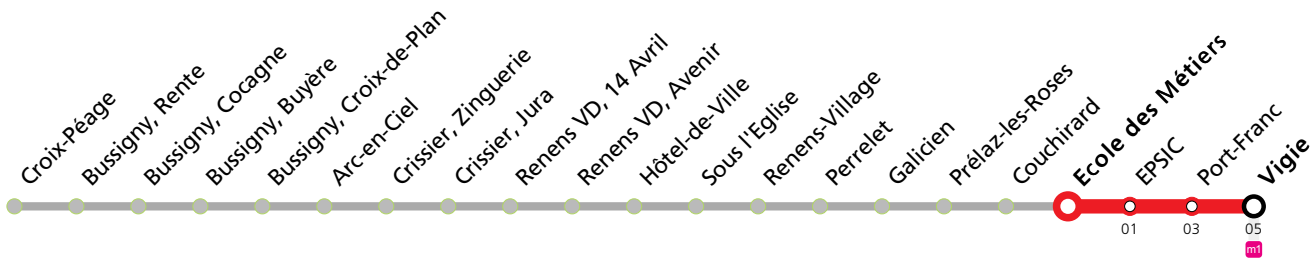 Croix-Péage
Bussigny, Rente
Bussigny, Cocagne
Bussigny, Buyère
Bussigny, Croix-de-Plan
Arc-en-Ciel
Crissier, Zinguerie
Crissier, Jura
Renens VD, 14 Avril
Renens VD, Avenir
Hôtel-de-Ville
Sous l'Eglise
Renens-Village
Perrelet
Galicien
Prélaz-les-Roses
Couchirard
Ecole des Métiers
EPSIC
Port-Franc
Vigie
01
03
05
m1